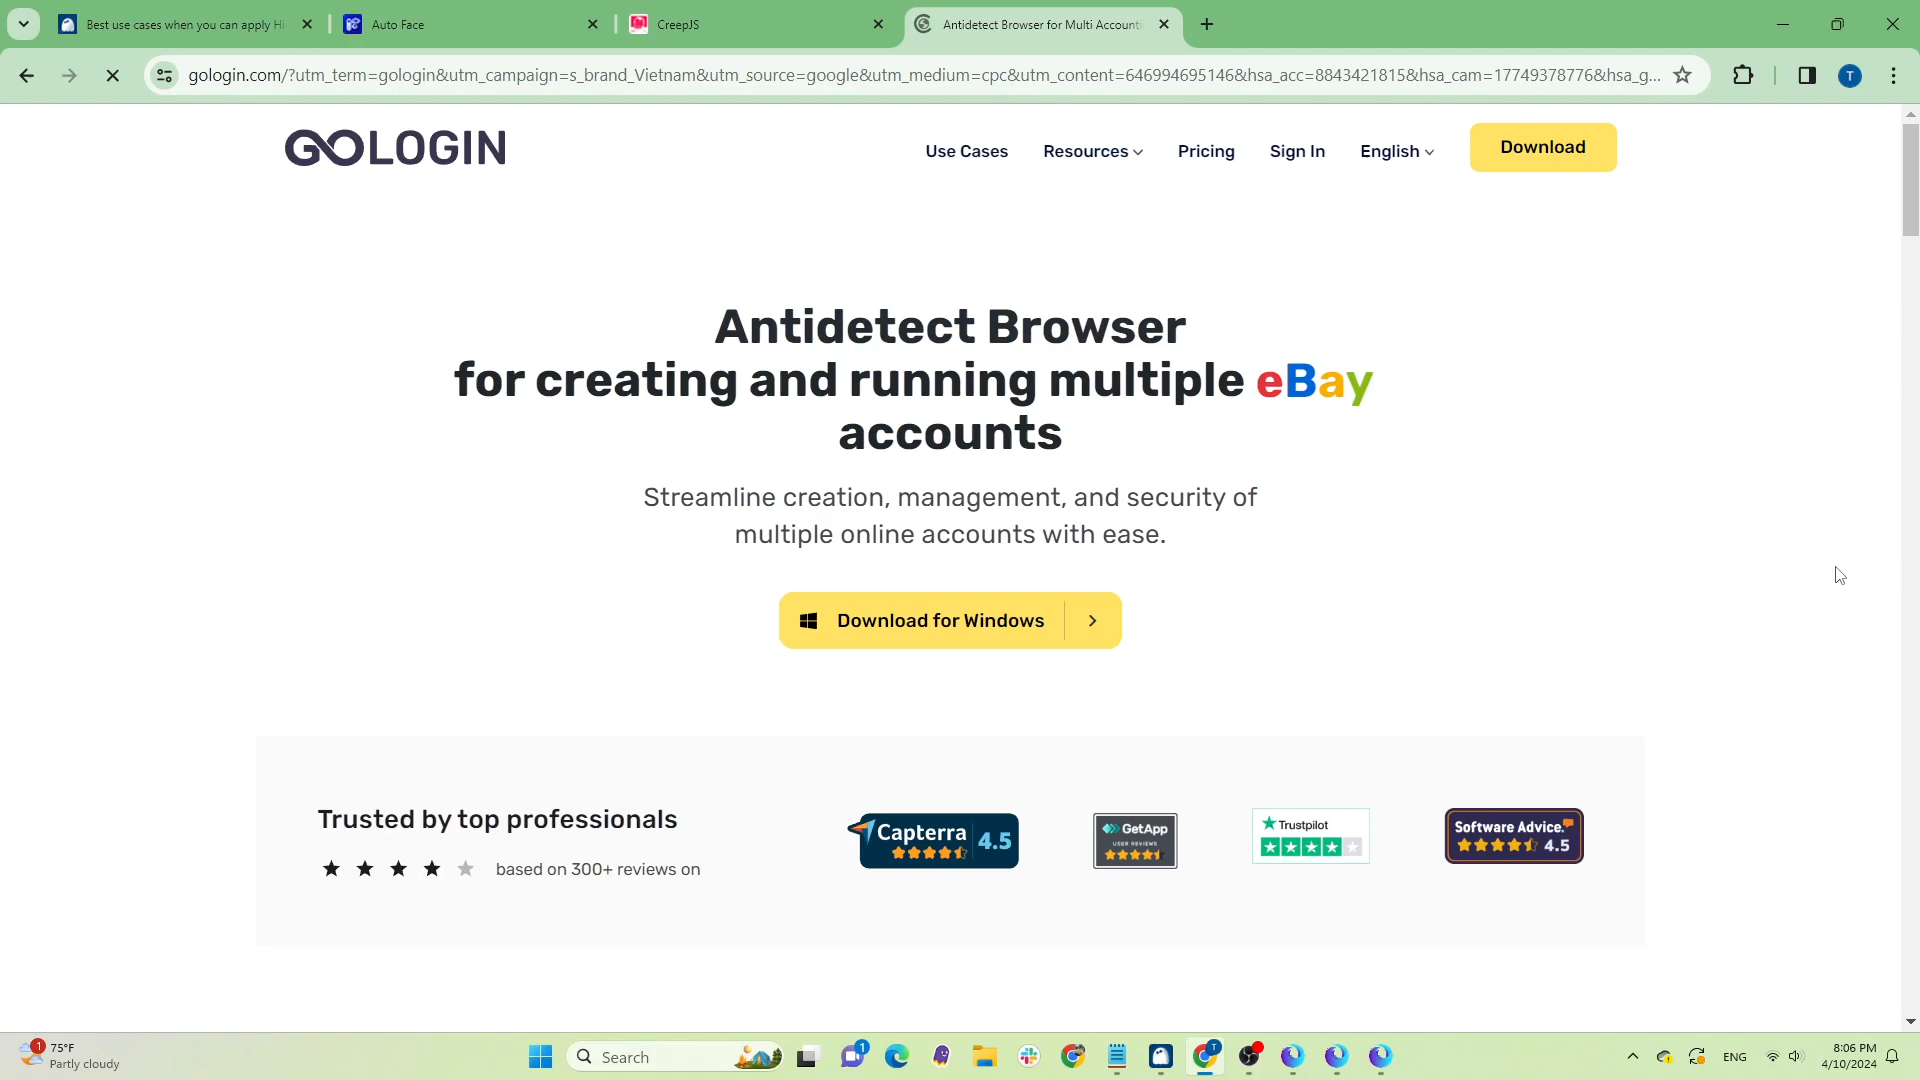 Best use cases when you can apply Hi
Auto Face
CreepJS
Antidetect Browser for Multi Accounti
gologin.com/?utm_term=gologin&utm_campaign=s_brand_Vietnam&utm_source=google&utm_medium=cpc&utm_content=646994695146&hsa_acc=8843421815&hsa_cam=17749378776&hsa_g...
T
GOLOGIN
Use Cases
Resources
Pricing
Sign In
English
Download
Antidetect Browser
for creating and running multiple eBay
accounts
Streamline creation, management, and security of
multiple online accounts with ease.
Download for Windows
Trusted by top professionals
based on 300+ reviews on
Capterra 4.5
GetApp
USER REVIEWS
Trustpilot
Software Advice.
4.5
1
75°F
Partly cloudy
Search
1
T
ENG
8:06 PM
4/10/2024